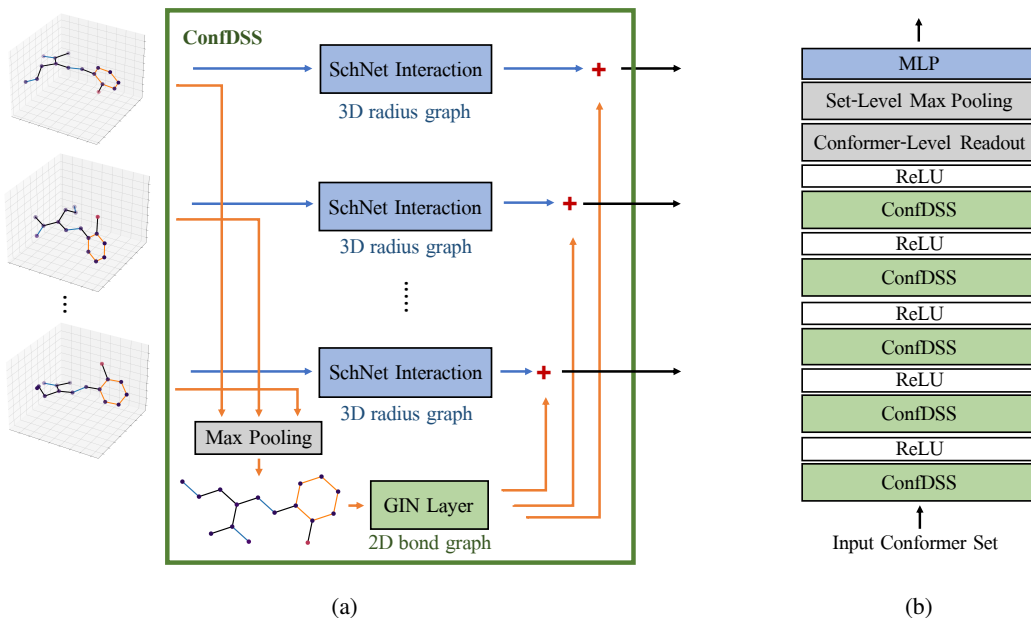 ConfDSS
SchNet Interaction
3D radius graph
SchNet Interaction
3D radius graph
SchNet Interaction
3D radius graph
Max Pooling
GIN Layer
2D bond graph
(a)
MLP
Set-Level Max Pooling
Conformer-Level Readout
ReLU
ConfDSS
ReLU
ConfDSS
ReLU
ConfDSS
ReLU
ConfDSS
ReLU
ConfDSS
Input Conformer Set
(b)